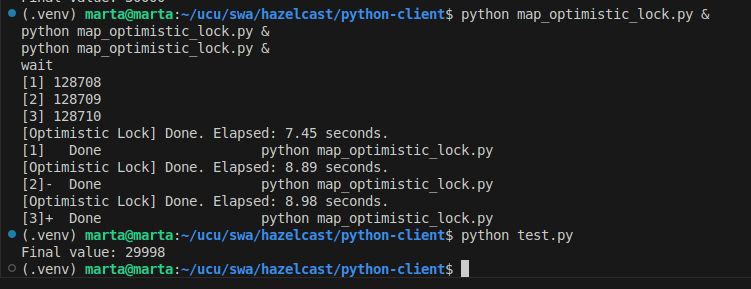 (.venv) marta@marta:~/ucu/swa/hazelcast/python-client$ python map_optimistic_lock.py &
python map_optimistic_lock.py &
python map_optimistic_lock.py &
wait
[1] 128708
[2] 128709
[3] 128710
[Optimistic Lock] Done. Elapsed: 7.45 seconds.
[1]   Done                    python map_optimistic_lock.py
[Optimistic Lock] Done. Elapsed: 8.89 seconds.
[2]-  Done                    python map_optimistic_lock.py
[Optimistic Lock] Done. Elapsed: 8.98 seconds.
[3]+  Done                    python map_optimistic_lock.py
(.venv) marta@marta:~/ucu/swa/hazelcast/python-client$ python test.py
Final value: 29998
(.venv) marta@marta:~/ucu/swa/hazelcast/python-client$